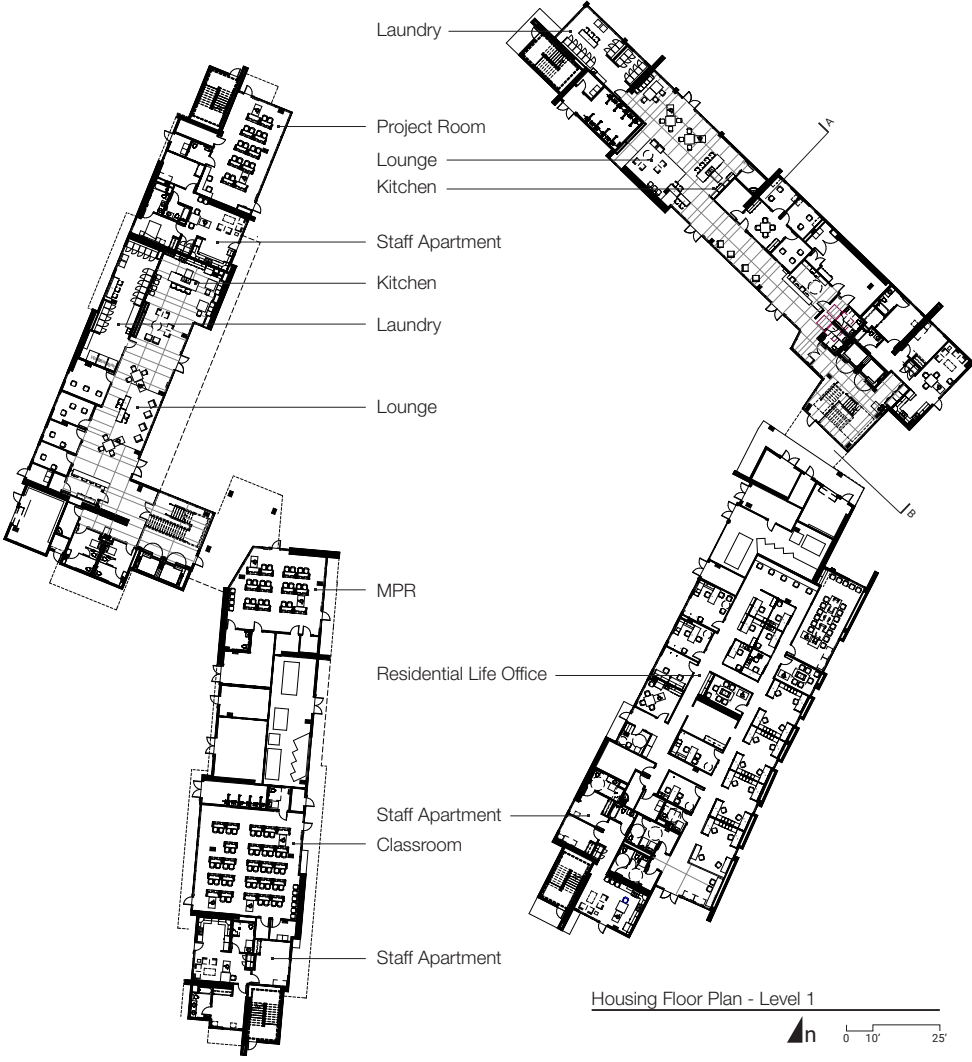 Laundry
Project Room
Lounge
Kitchen
Staff Apartment
Kitchen
Laundry
Lounge
MPR
Residential Life Office
Staff Apartment
Classroom
Staff Apartment
A
B
Housing Floor Plan - Level 1
n
0 10' 25'